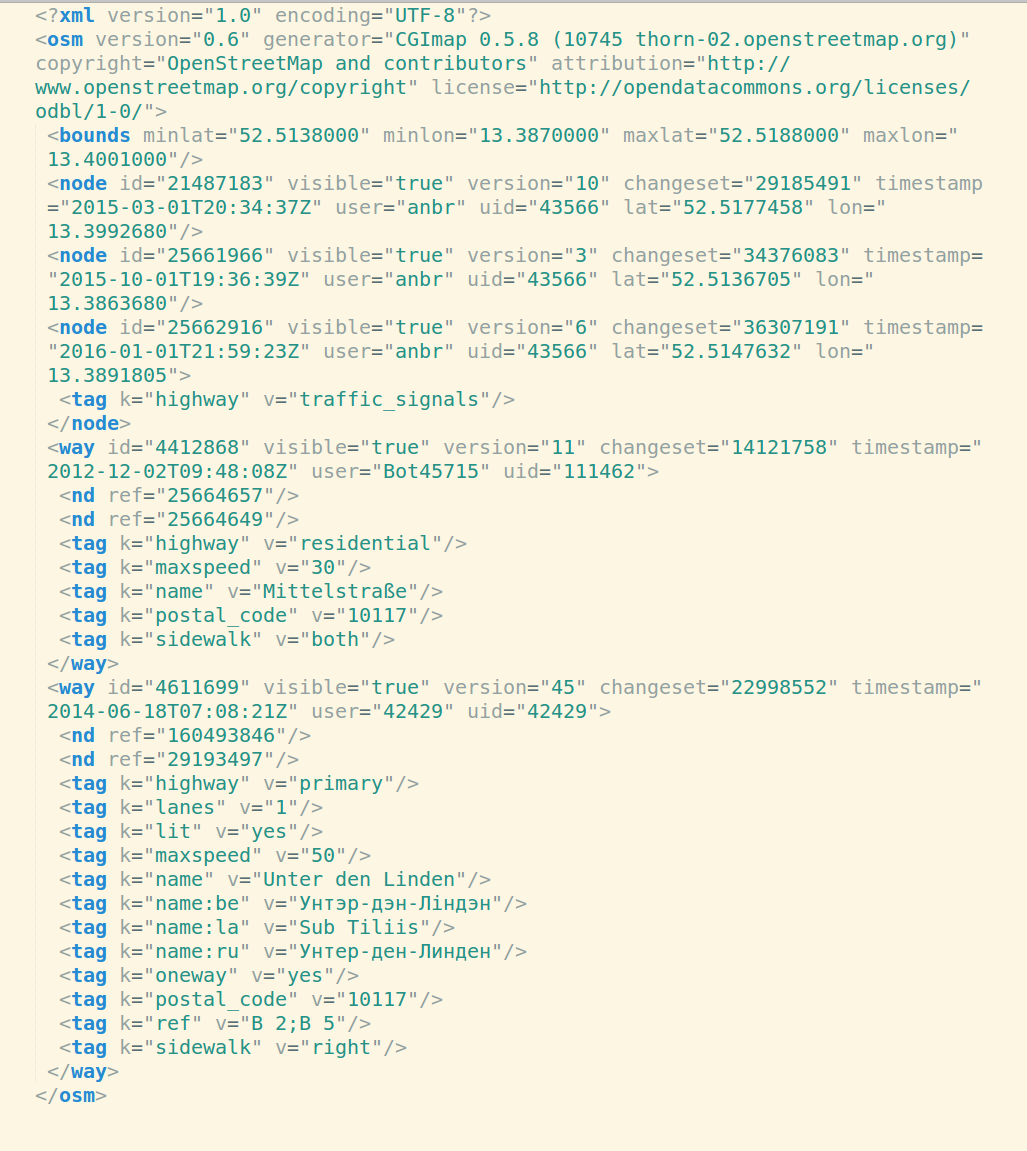 <?xml version="1.0" encoding="UTF-8"?>
<osm version="0.6" generator="CGImap 0.5.8 (10745 thorn-02.openstreetmap.org)"
copyright="OpenStreetMap and contributors" attribution="http://
www.openstreetmap.org/copyright" license="http://opendatacommons.org/licenses/
odbl/1-0/">
<bounds minlat="52.5138000" minlon="13.3870000" maxlat="52.5188000" maxlon="
13.4001000"/>
<node id="21487183" visible="true" version="10" changeset="29185491" timestamp
="2015-03-01T20:34:37Z" user="anbr" uid="43566" lat="52.5177458" lon="
13.3992680"/>
<node id="25661966" visible="true" version="3" changeset="34376083" timestamp=
"2015-10-01T19:36:39Z" user="anbr" uid="43566" lat="52.5136705" lon="
13.3863680"/>
<node id="25662916" visible="true" version="6" changeset="36307191" timestamp=
"2016-01-01T21:59:23Z" user="anbr" uid="43566" lat="52.5147632" lon="
13.3891805">
<tag k="highway" v="traffic_signals"/>
</node>
<way id="4412868" visible="true" version="11" changeset="14121758" timestamp="
2012-12-02T09:48:08Z" user="Bot45715" uid="111462">
<nd ref="25664657"/>
<nd ref="25664649"/>
<tag k="highway" v="residential"/>
<tag k="maxspeed" v="30"/>
<tag k="name" v="Mittelstraße"/>
<tag k="postal_code" v="10117"/>
<tag k="sidewalk" v="both"/>
</way>
<way id="4611699" visible="true" version="45" changeset="22998552" timestamp="
2014-06-18T07:08:21Z" user="42429" uid="42429">
<nd ref="160493846"/>
<nd ref="29193497"/>
<tag k="highway" v="primary"/>
<tag k="lanes" v="1"/>
<tag k="lit" v="yes"/>
<tag k="maxspeed" v="50"/>
<tag k="name" v="Unter den Linden"/>
<tag k="name:be" v="Унтэр-дэн-Ліндэн"/>
<tag k="name:la" v="Sub Tiliis"/>
<tag k="name:ru" v="Унтер-ден-Линден"/>
<tag k="oneway" v="yes"/>
<tag k="postal_code" v="10117"/>
<tag k="ref" v="B 2;B 5"/>
<tag k="sidewalk" v="right"/>
</way>
</osm>